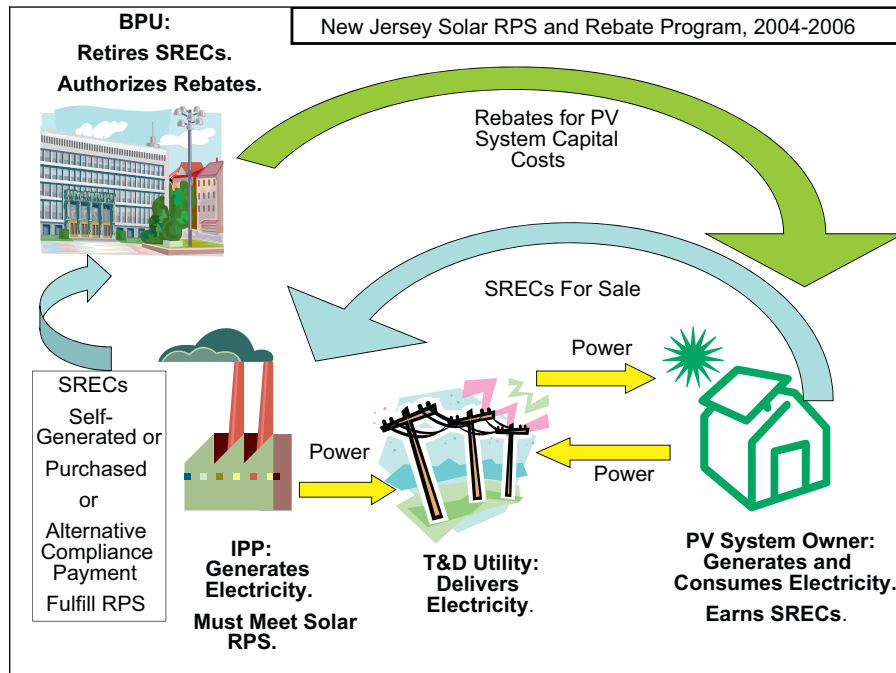 New Jersey Solar RPS and Rebate Program, 2004-2006
BPU:
Retires SRECs.
Authorizes Rebates.
Rebates for PV
System Capital
Costs
SRECs For Sale
SRECs
Self-
Generated or
Purchased
or
Alternative
Compliance
Payment
Fulfill RPS
Power
Power
Power
IPP:
Generates
Electricity.
Must Meet Solar
RPS.
T&D Utility:
Delivers
Electricity.
PV System Owner:
Generates and
Consumes Electricity.
Earns SRECs.